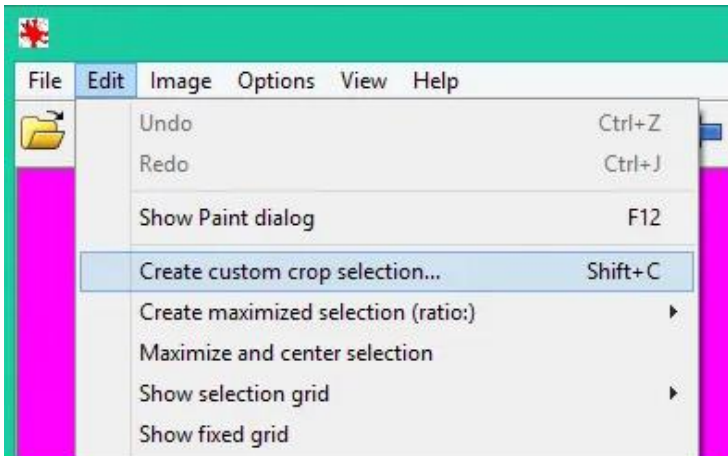 File Edit Image Options View Help
Undo Ctrl+Z
Redo Ctrl+J
Show Paint dialog F12
Create custom crop selection... Shift+C
Create maximized selection (ratio:)
Maximize and center selection
Show selection grid
Show fixed grid